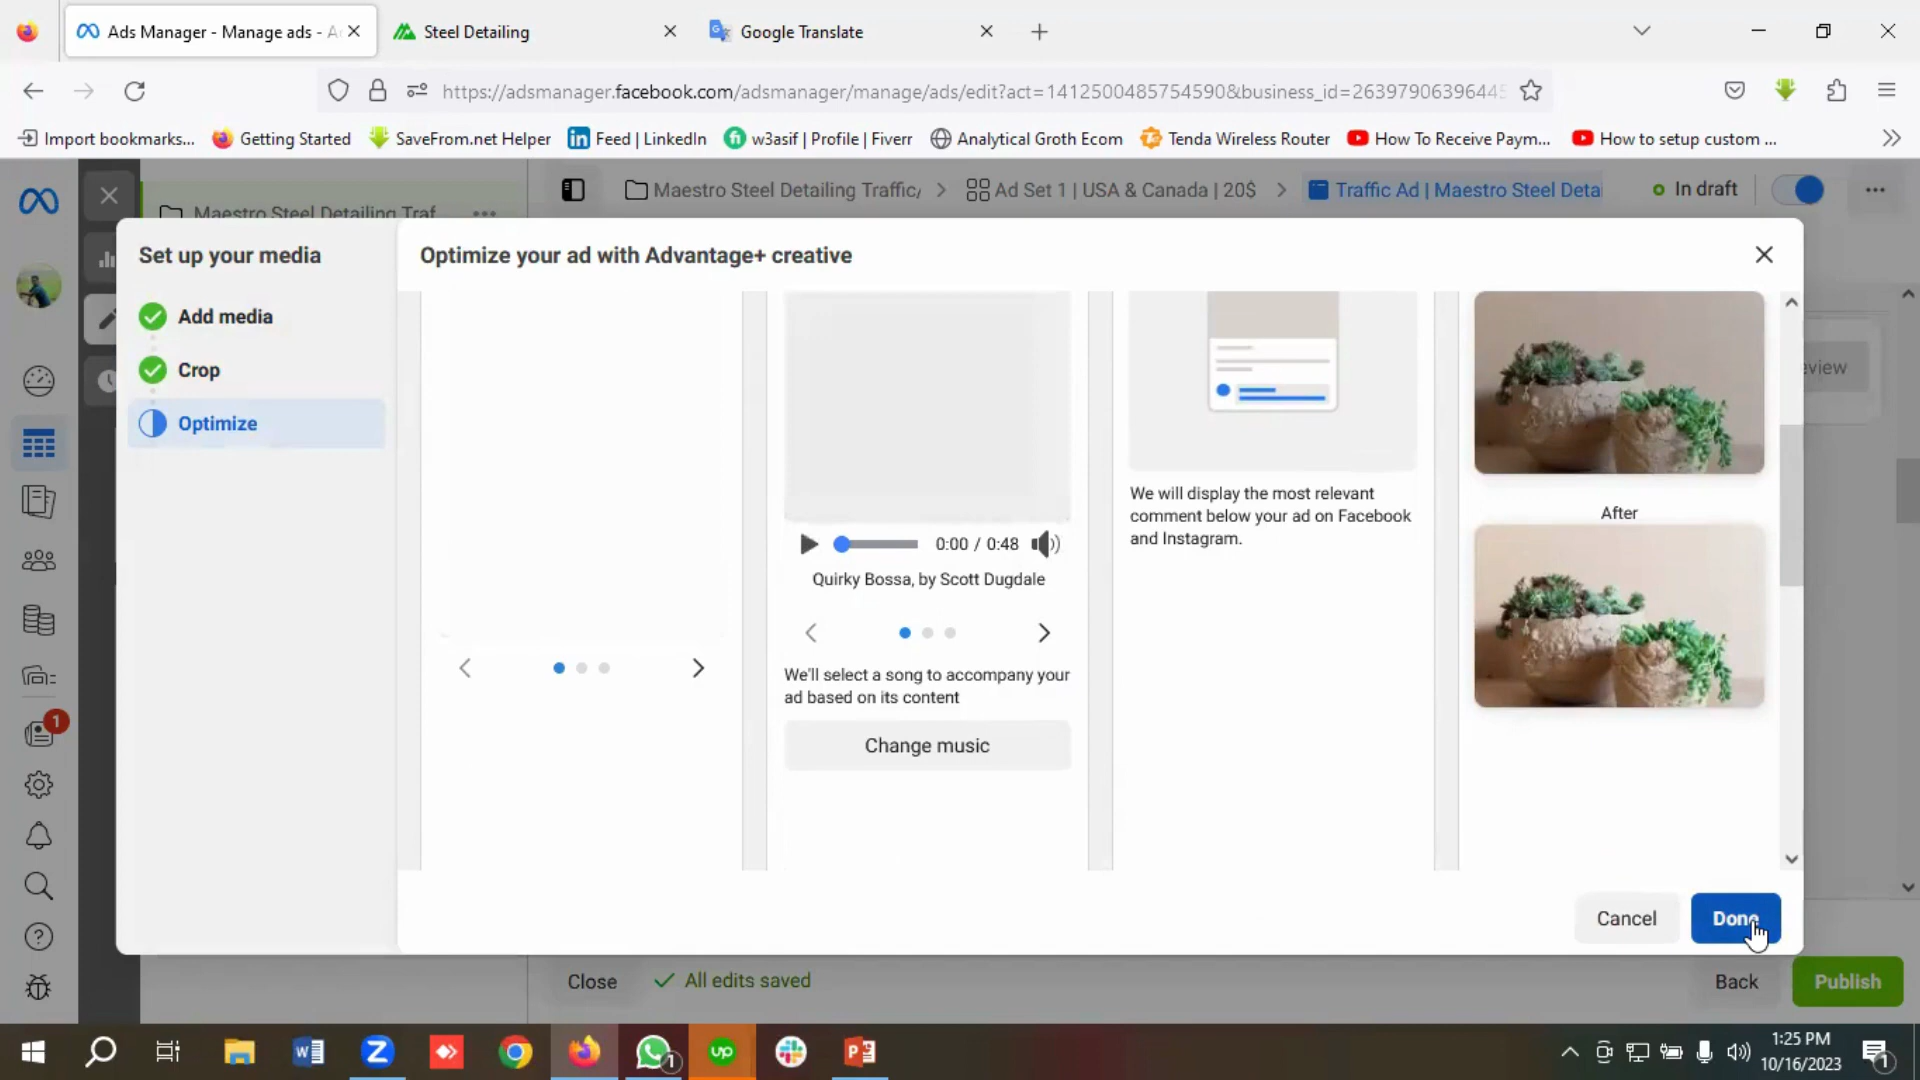 Ads Manager - Manage ads - A
Steel Detailing
Google Translate
https://adsmanager.facebook.com/adsmanager/manage/ads/edit?act=1412500485754590&business_id=26397906396445
Import bookmarks...
Getting Started
SaveFrom.net Helper
Feed | LinkedIn
w3asif | Profile | Fiverr
Analytical Groth Ecom
Tenda Wireless Router
How To Receive Paym...
How to setup custom ...
Maestro Steel Detailing Traf
Maestro Steel Detailing Traffic/
Ad Set 1 | USA & Canada | 20$
Traffic Ad | Maestro Steel Deta
In draft
Set up your media
Add media
Crop
Optimize
Optimize your ad with Advantage+ creative
0:00 / 0:48
Quirky Bossa, by Scott Dugdale
We'll select a song to accompany your
ad based on its content
Change music
We will display the most relevant
comment below your ad on Facebook
and Instagram.
After
eview
Cancel
Done
1
Close
All edits saved
Back
Publish
1
1:25 PM
10/16/2023
1